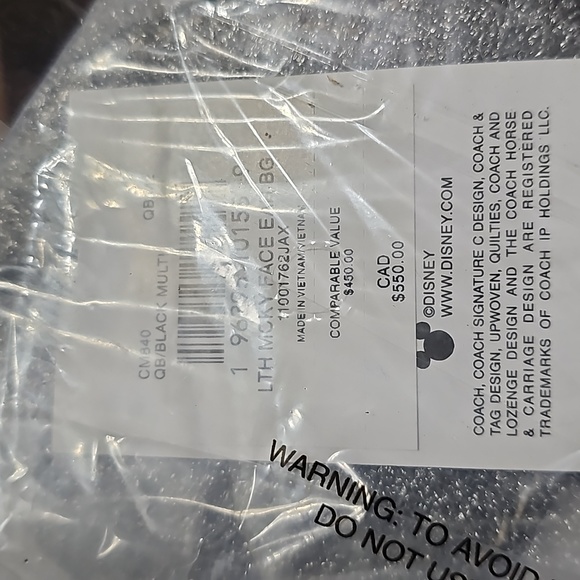 CM840 QB
QB/BLACK MULTI
LTH MCKY FACE BG
11001762JAX
MADE IN VIETNAM/VIETNAM
COMPARABLE VALUE
$450.00
CAD
$550.00
©DISNEY
WWW.DISNEY.COM
COACH, COACH SIGNATURE C DESIGN, COACH &
TAG DESIGN, UPWOVEN, QUILTIES, COACH AND
LOZENGE DESIGN AND THE COACH HORSE
& CARRIAGE DESIGN ARE REGISTERED
TRADEMARKS OF COACH IP HOLDINGS LLC.
WARNING: TO AVOID
DO NOT